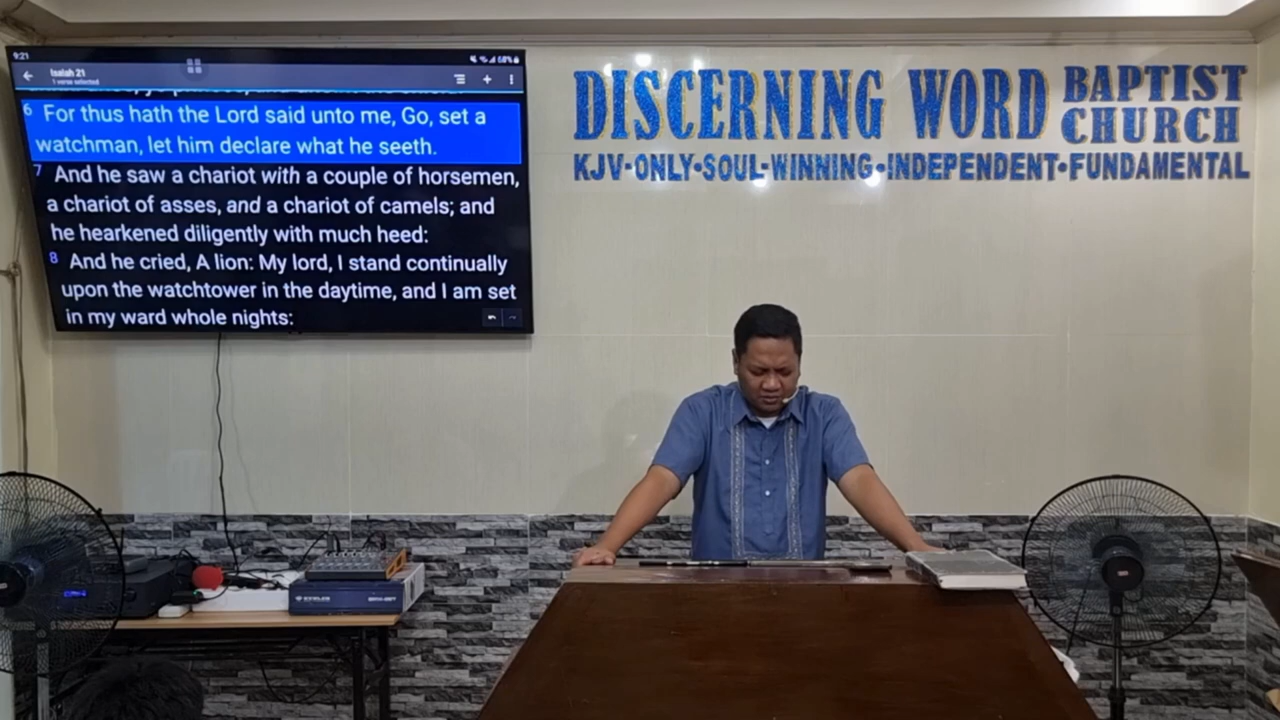 9:21
68%
Isaiah 21
1 verse selected
6 For thus hath the Lord said unto me, Go, set a
watchman, let him declare what he seeth.
7 And he saw a chariot with a couple of horsemen,
a chariot of asses, and a chariot of camels; and
he hearkened diligently with much heed:
8 And he cried, A lion: My lord, I stand continually
upon the watchtower in the daytime, and I am set
in my ward whole nights:
DISCERNING WORD BAPTIST
CHURCH
KJV-ONLY•SOUL-WINNING•INDEPENDENT•FUNDAMENTAL